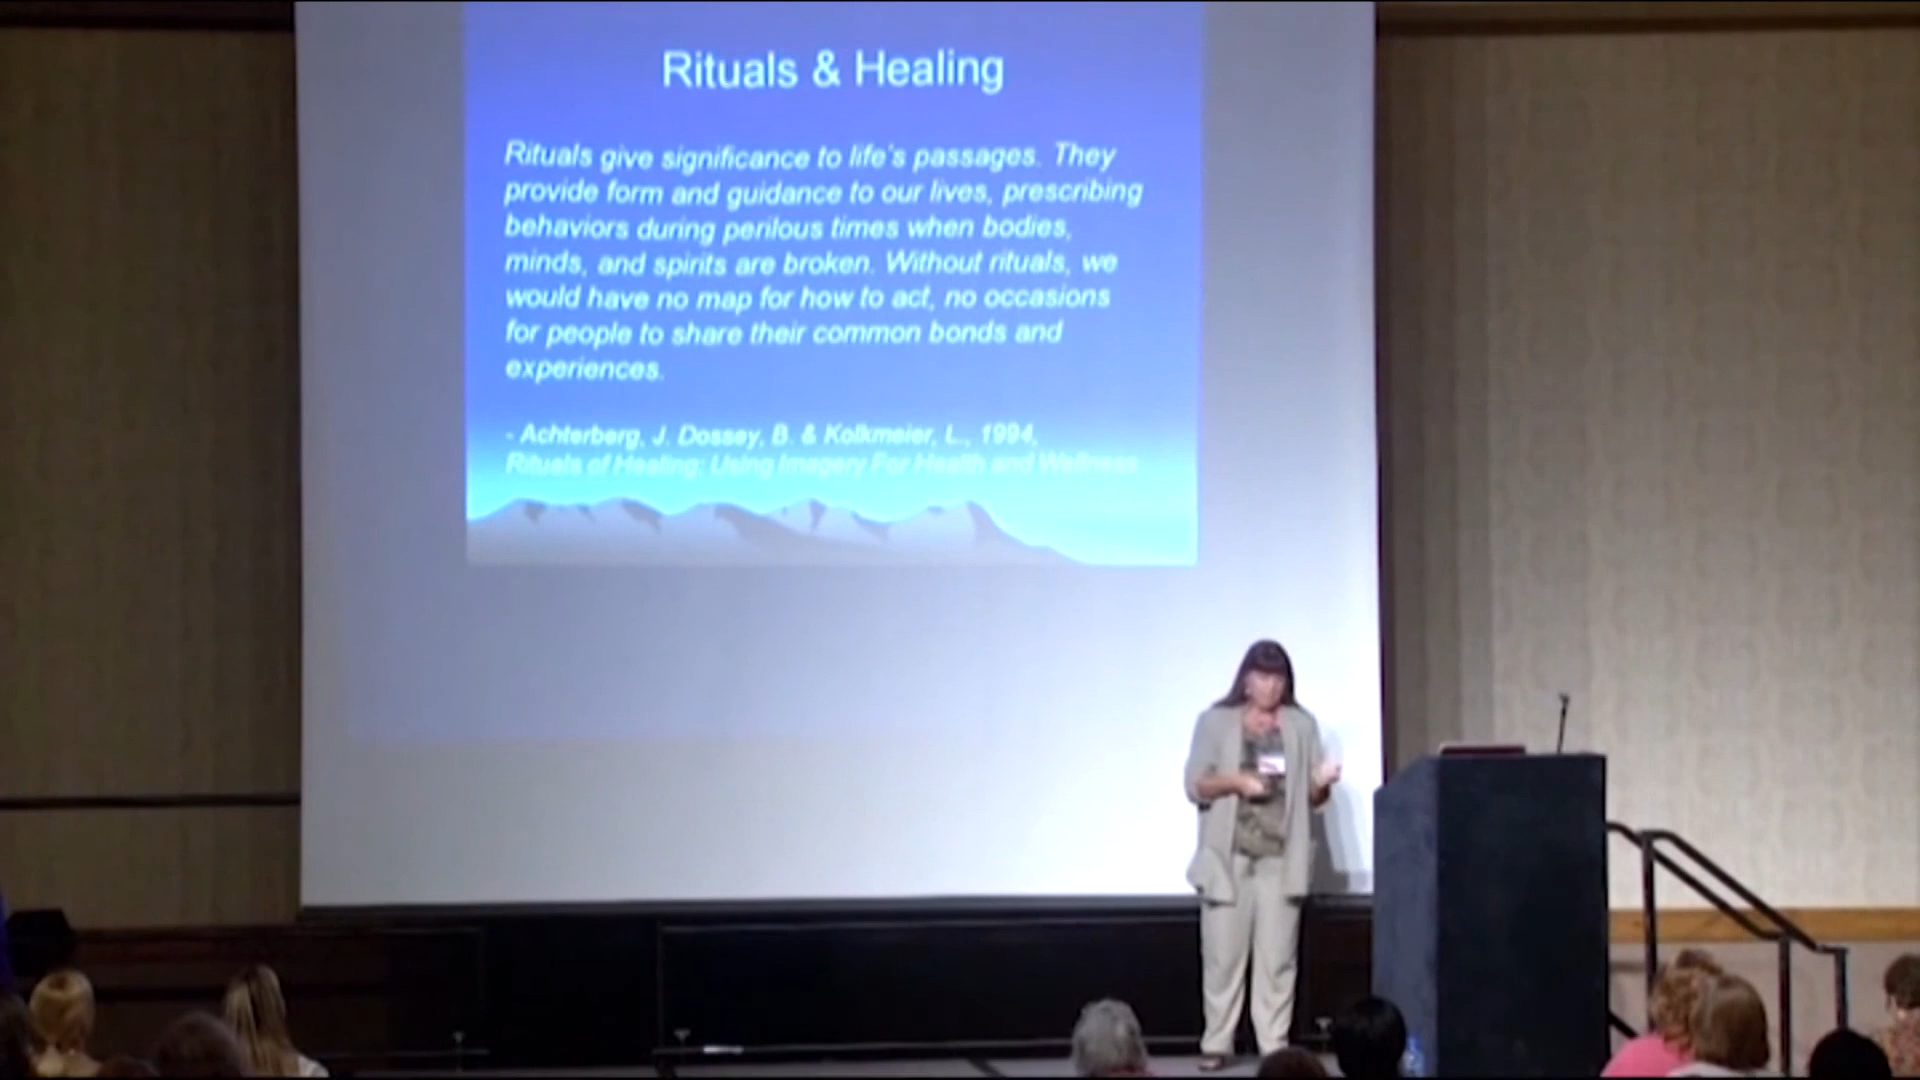 Rituals & Healing
Rituals give significance to life's passages. They
provide form and guidance to our lives, prescribing
behaviors during perilous times when bodies,
minds, and spirits are broken. Without rituals, we
would have no map for how to act, no occasions
for people to share their common bonds and
experiences.
- Achterberg, J. Dossey, B. & Kolkmeier, L., 1994,
Rituals of Healing: Using Imagery For Health and Wellness